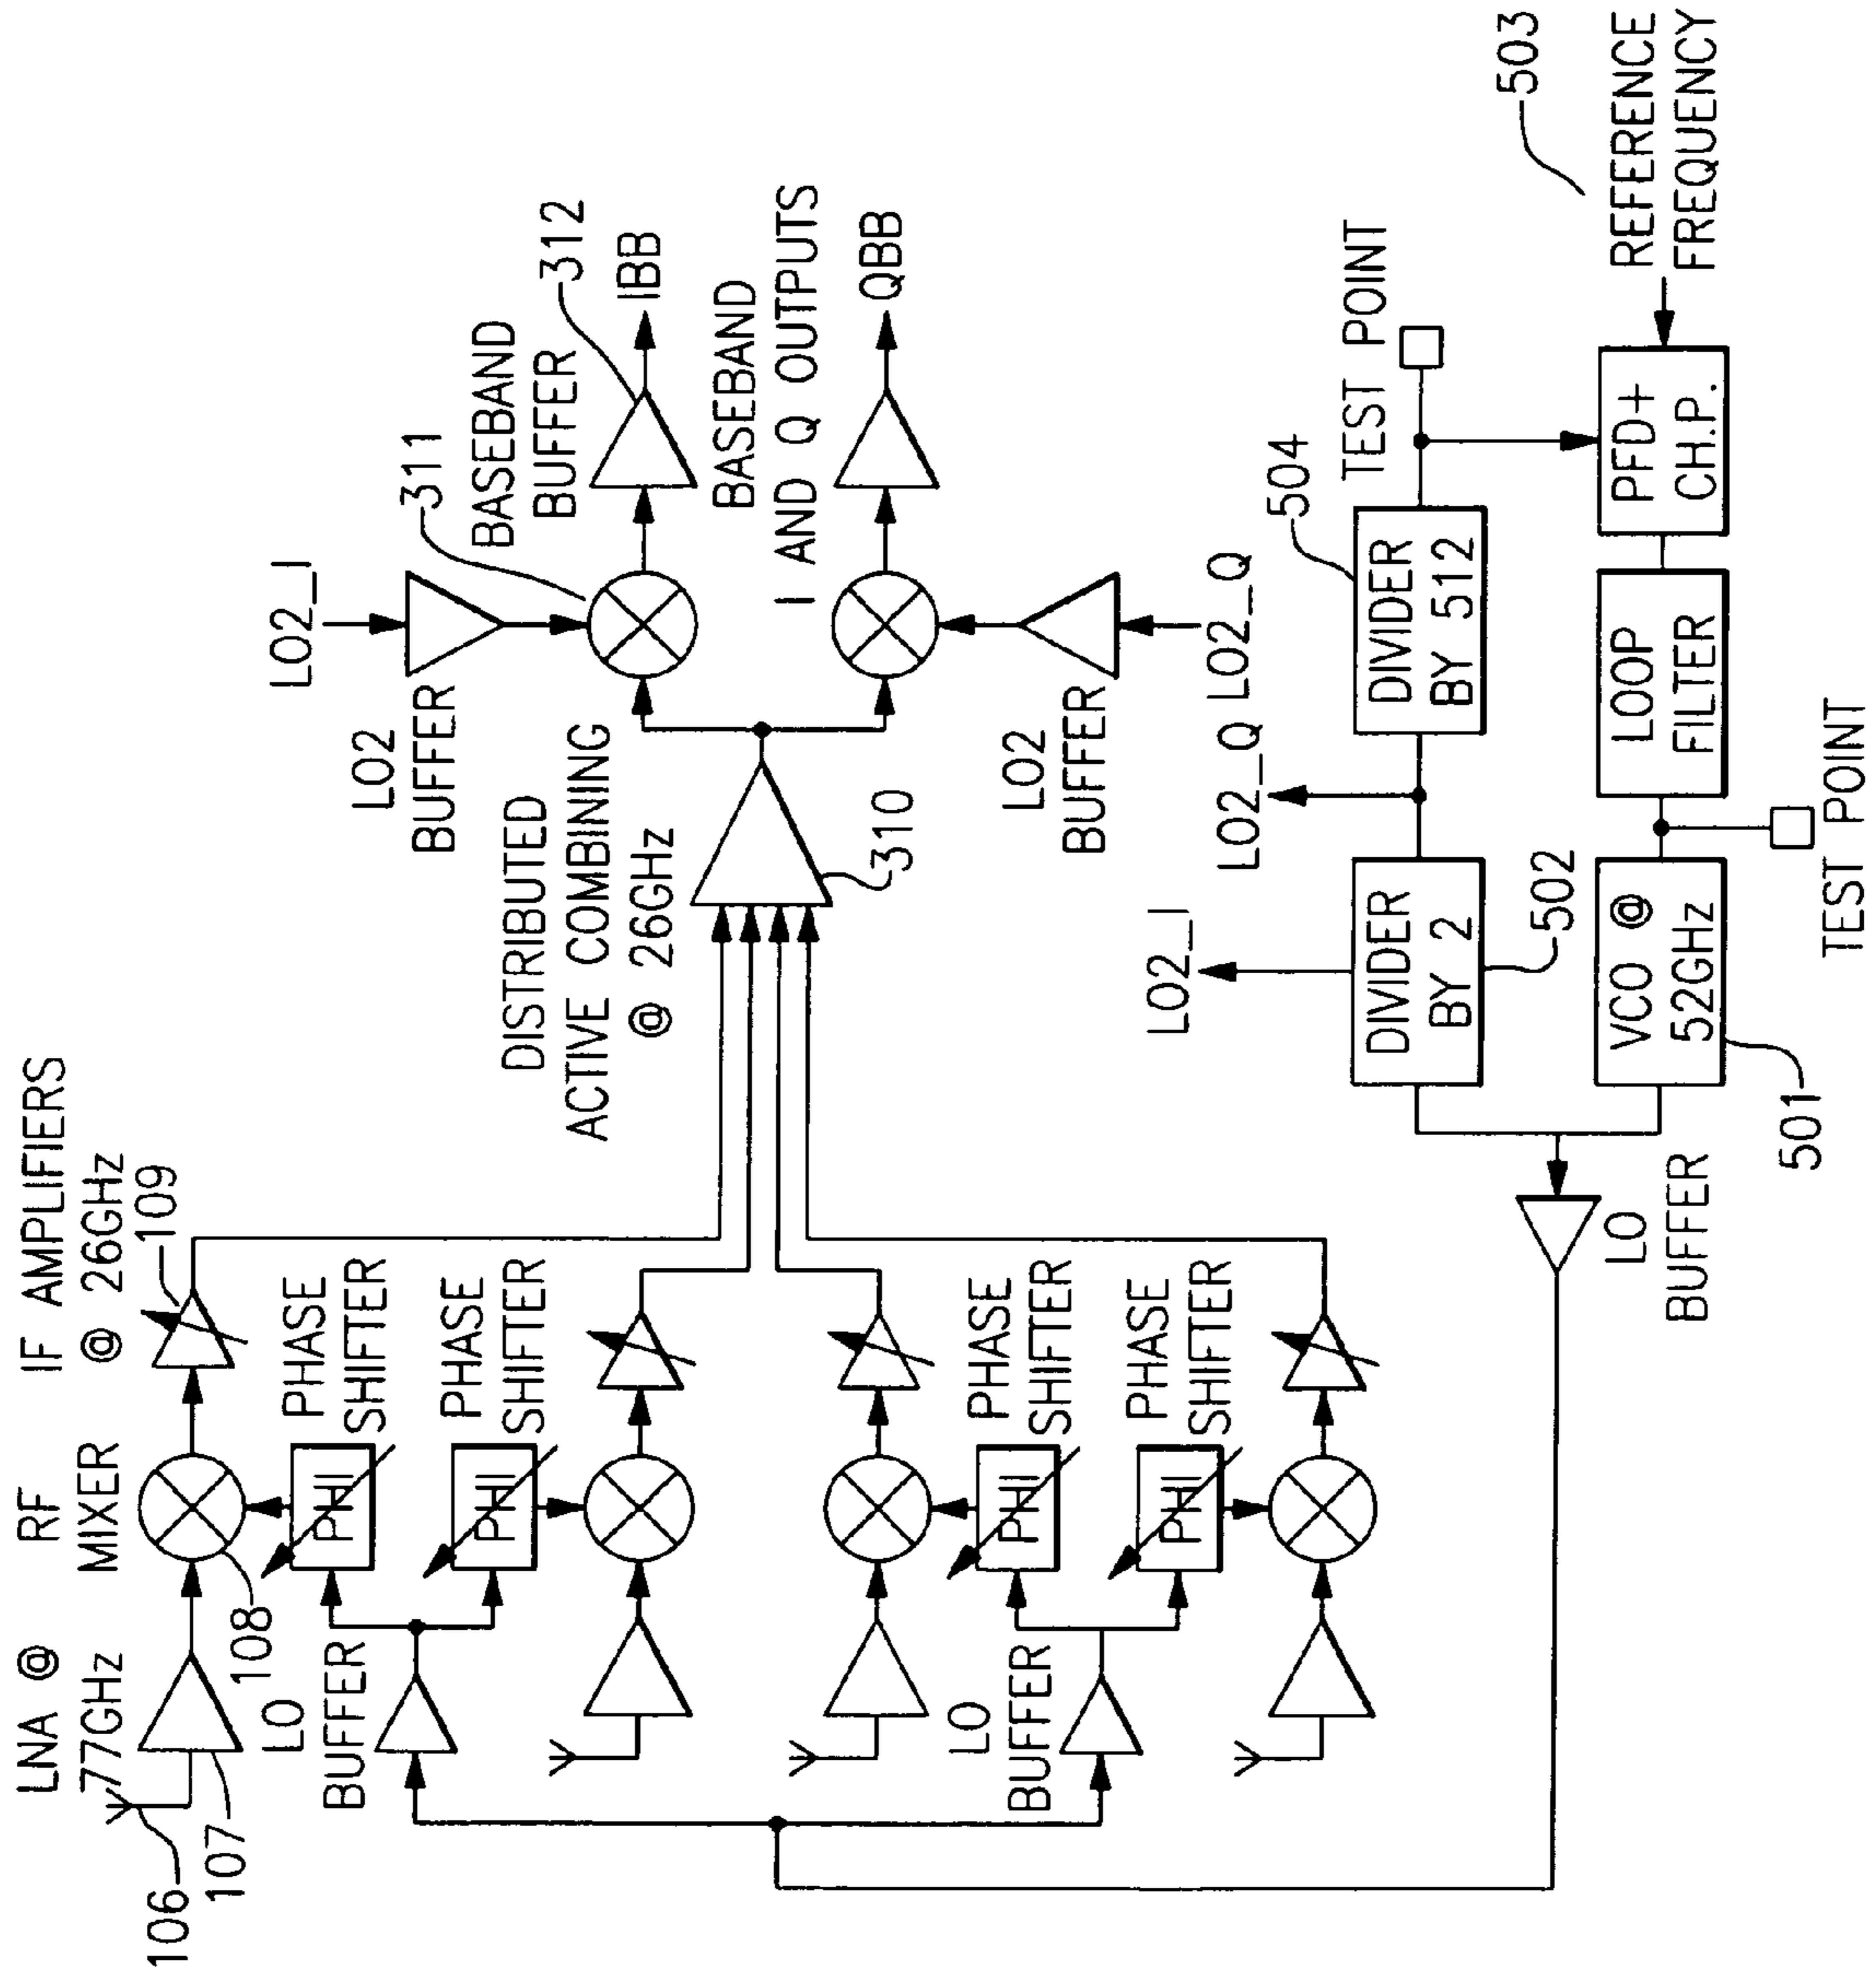 LNA @
77GHz
RF
MIXER
IF AMPLIFIERS
@ 26GHz
109
106
107
108
LO
BUFFER
PHI
PHASE
SHIFTER
PHI
PHASE
SHIFTER
LO
BUFFER
PHI
PHASE
SHIFTER
PHI
PHASE
SHIFTER
DISTRIBUTED
ACTIVE COMBINING
@ 26GHz
310
LO2_I
LO2
BUFFER
311
BASEBAND
BUFFER
312
IBB
BASEBAND
I AND Q OUTPUTS
QBB
LO2
BUFFER
LO2_Q
LO2_I
LO2_Q
DIVIDER
BY 2
502
DIVIDER
BY 512
504
TEST POINT
503
REFERENCE
FREQUENCY
VCO @
52GHz
501
LOOP
FILTER
PFD+
CH.P.
TEST POINT
LO
BUFFER